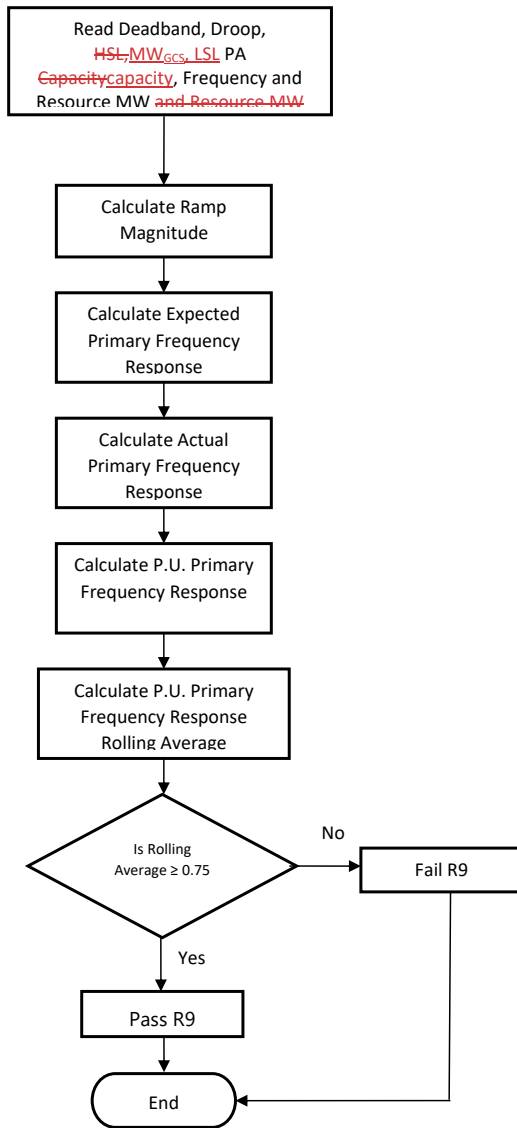 Read Deadband, Droop,
HSL,MWGCS, LSL PA
Capacitycapacity, Frequency and
Resource MW and Resource MW
Calculate Ramp
Magnitude
Calculate Expected
Primary Frequency
Response
Calculate Actual
Primary Frequency
Response
Calculate P.U. Primary
Frequency Response
Calculate P.U. Primary
Frequency Response
Rolling Average
Is Rolling
Average ≥ 0.75
No
Fail R9
Yes
Pass R9
End